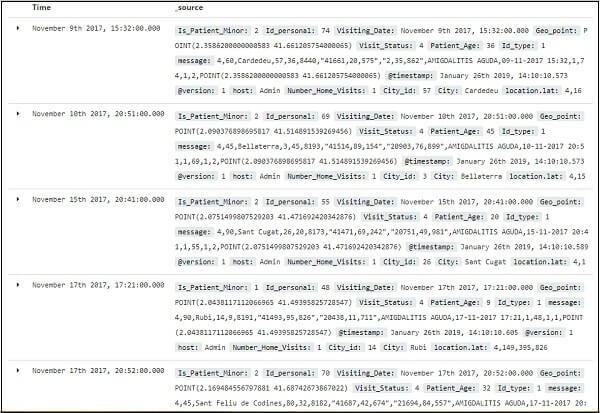 Time _source
November 9th 2017, 15:32:00.000 Is_Patient_Minor: 2 Id_personal: 74 Visiting_Date: November 9th 2017, 15:32:00.000 Geo_point: P
OINT(2.3586200000000583 41.661205754000065) Visit_Status: 4 Patient_Age: 36 Id_type: 1
message: 4,60,Cardedeu,57,36,8440,"41661,20,575","2,35,862",AMIGDALITIS AGUDA,09-11-2017 15:32,1,7
4,1,2,POINT(2.3586200000000583 41.661205754000065) @timestamp: January 26th 2019, 14:10:10.573
@version: 1 host: Admin Number_Home_Visits: 1 City_id: 57 City: Cardedeu location.lat: 4,16
November 10th 2017, 20:51:00.000 Is_Patient_Minor: 2 Id_personal: 69 Visiting_Date: November 10th 2017, 20:51:00.000 Geo_point:
POINT(2.090376898695817 41.514891539269456) Visit_Status: 4 Patient_Age: 45 Id_type: 1
message: 4,45,Bellaterra,3,45,8193,"41514,89,154","20903,76,899",AMIGDALITIS AGUDA,10-11-2017 20:5
1,1,69,1,2,POINT(2.090376898695817 41.514891539269456) @timestamp: January 26th 2019, 14:10:10.573
@version: 1 host: Admin Number_Home_Visits: 1 City_id: 3 City: Bellaterra location.lat: 4,15
November 15th 2017, 20:41:00.000 Is_Patient_Minor: 2 Id_personal: 55 Visiting_Date: November 15th 2017, 20:41:00.000 Geo_point:
POINT(2.0751499807529203 41.471692420342876) Visit_Status: 4 Patient_Age: 20 Id_type: 1
message: 4,90,Sant Cugat,26,20,8173,"41471,69,242","20751,49,981",AMIGDALITIS AGUDA,15-11-2017 20:4
1,1,55,1,2,POINT(2.0751499807529203 41.471692420342876) @timestamp: January 26th 2019, 14:10:10.589
@version: 1 host: Admin Number_Home_Visits: 1 City_id: 26 City: Sant Cugat location.lat: 4,1
November 17th 2017, 17:21:00.000 Is_Patient_Minor: 1 Id_personal: 48 Visiting_Date: November 17th 2017, 17:21:00.000 Geo_point:
POINT(2.0438117112066965 41.49395825728547) Visit_Status: 4 Patient_Age: 9 Id_type: 1 message:
4,90,Rubi,14,9,8191,"41493,95,826","20438,11,711",AMIGDALITIS AGUDA,17-11-2017 17:21,1,48,1,1,POINT
(2.0438117112066965 41.49395825728547) @timestamp: January 26th 2019, 14:10:10.605 @version: 1
host: Admin Number_Home_Visits: 1 City_id: 14 City: Rubi location.lat: 4,149,395,826
November 17th 2017, 20:52:00.000 Is_Patient_Minor: 2 Id_personal: 70 Visiting_Date: November 17th 2017, 20:52:00.000 Geo_point:
POINT(2.169484556797881 41.68742673867022) Visit_Status: 4 Patient_Age: 32 Id_type: 1
message: 4,45,Sant Feliu de Codines,80,32,8182,"41687,42,674","21694,84,557",AMIGDALITIS AGUDA,17-11-2017 20: